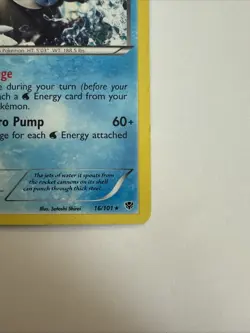 Pokémon. HT: 5'03" WT: 188.5 lbs.
ge
e during your turn (before your
ach a Energy card from your
okémon.
ro Pump 60+
ge for each Energy attached
The jets of water it spouts from
the rocket cannons on its shell
can punch through thick steel.
Illus. Satoshi Shirai 16/101